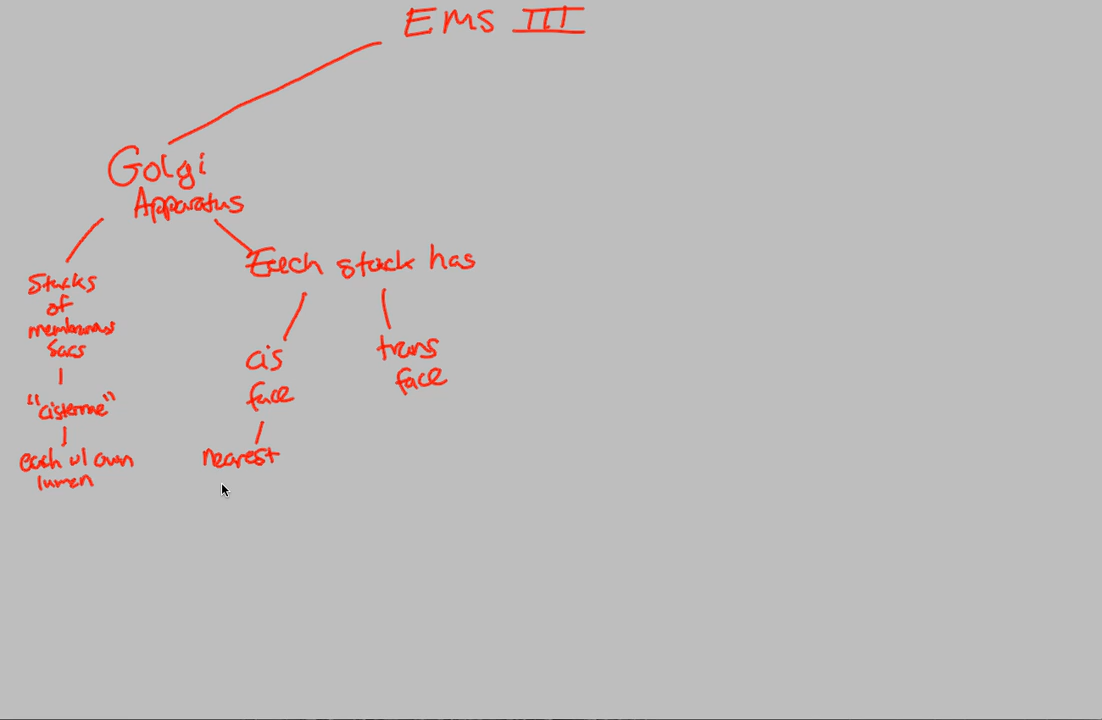 EMS III
Golgi
Apparatus
Each stack has
Stacks
of
membranous
sacs
cis
face
trans
face
"cisternae"
each w/ own
lumen
nearest